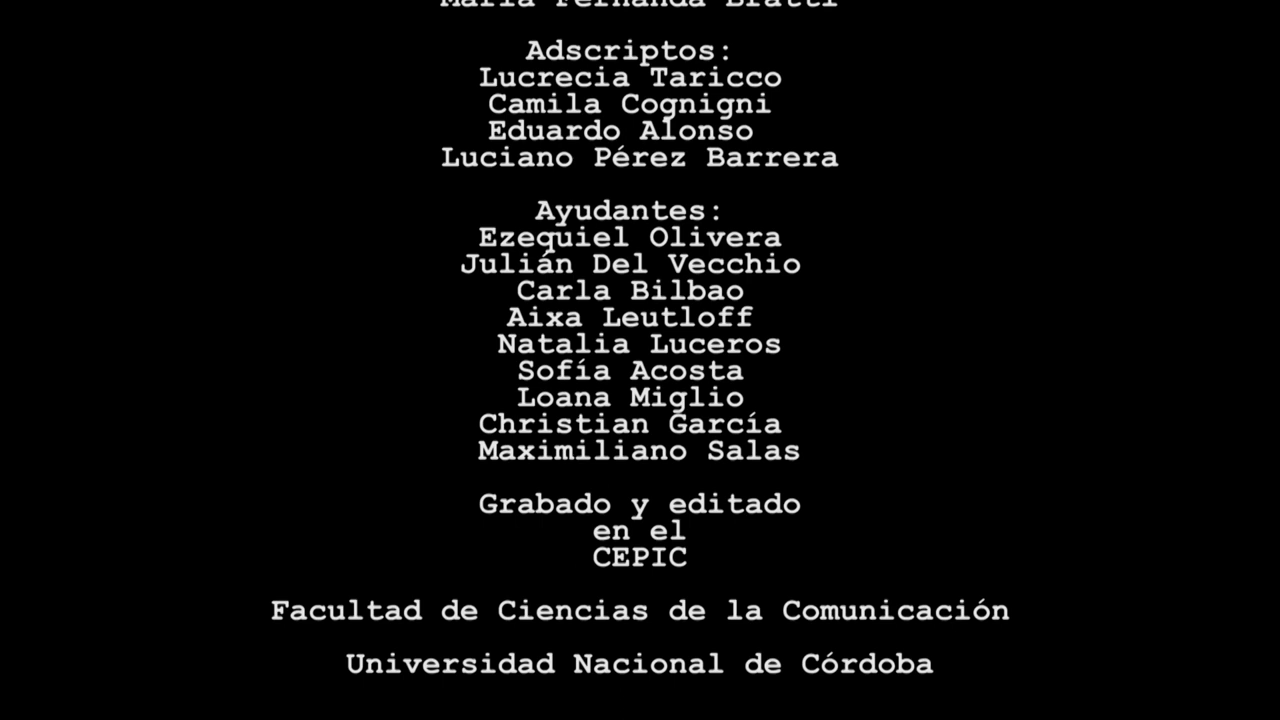 María Fernanda
Adscriptos:
Lucrecia Taricco
Camila Cognigni
Eduardo Alonso
Luciano Pérez Barrera
Ayudantes:
Ezequiel Olivera
Julián Del Vecchio
Carla Bilbao
Aixa Leutloff
Natalia Luceros
Sofía Acosta
Loana Miglio
Christian García
Maximiliano Salas
Grabado y editado
en el
CEPIC
Facultad de Ciencias de la Comunicación
Universidad Nacional de Córdoba